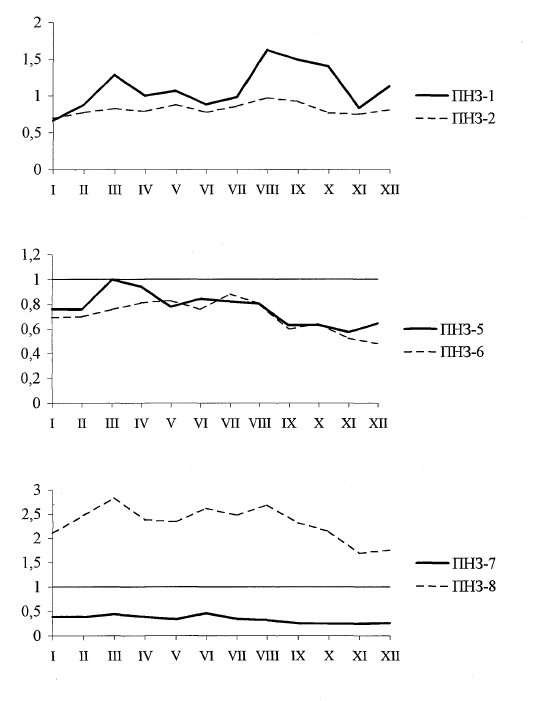 2
1,5
1
0,5
0
I II III IV V VI VII VIII IX X XI XII
ПНЗ-1
ПНЗ-2
1,2
1
0,8
0,6
0,4
0,2
0
I II III IV V VI VII VIII IX X XI XII
ПНЗ-5
ПНЗ-6
3
2,5
2
1,5
1
0,5
0
I II III IV V VI VII VIII IX X XI XII
ПНЗ-7
ПНЗ-8